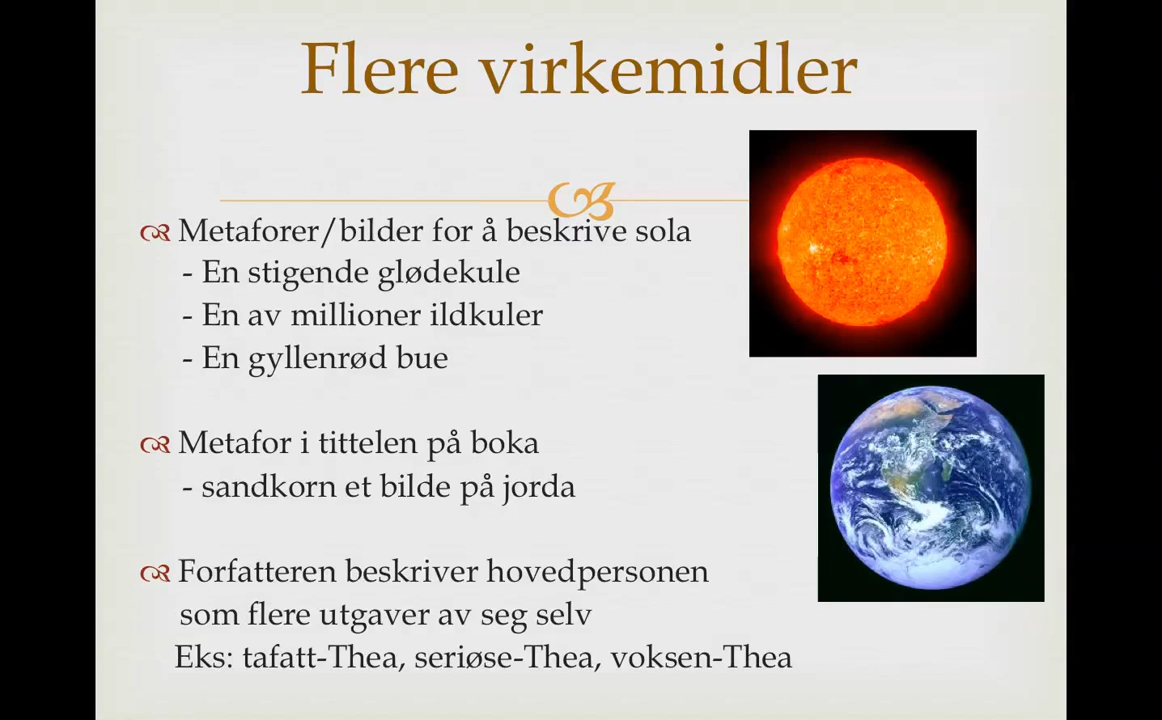 Flere virkemidler
Metaforer/bilder for å beskrive sola
- En stigende glødekule
- En av millioner ildkuler
- En gyllenrød bue
Metafor i tittelen på boka
- sandkorn et bilde på jorda
Forfatteren beskriver hovedpersonen
som flere utgaver av seg selv
Eks: tafatt-Thea, seriøse-Thea, voksen-Thea